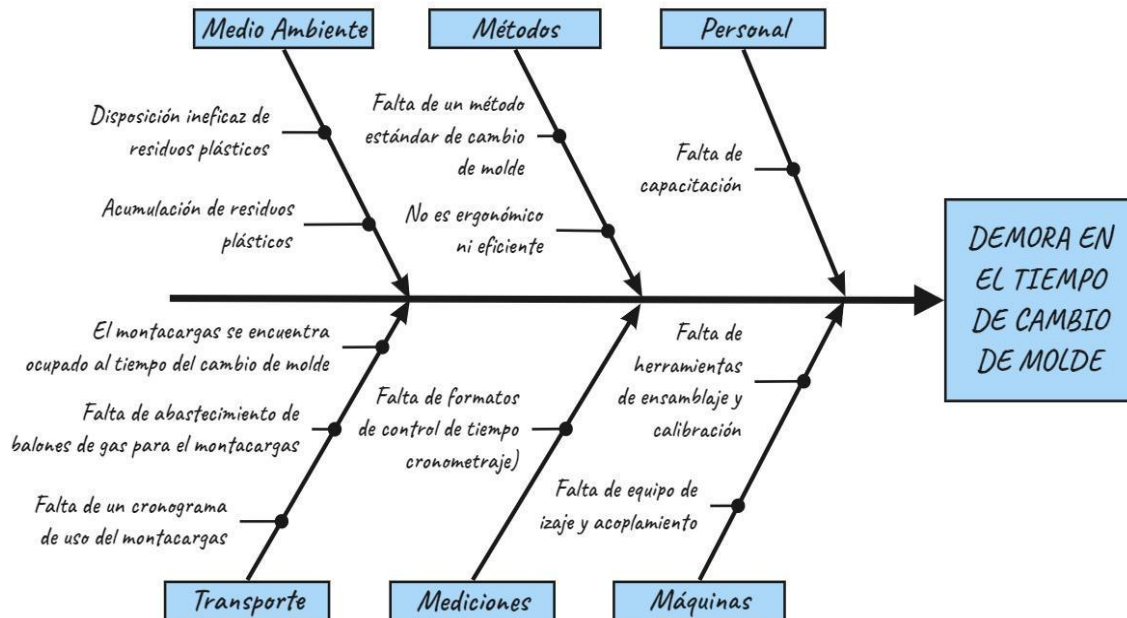 Medio Ambiente
Métodos
Personal
Disposición ineficaz de
residuos plásticos
Acumulación de residuos
plásticos
Falta de un método
estándar de cambio
de molde
No es ergonómico
ni eficiente
Falta de
capacitación
DEMORA EN
EL TIEMPO
DE CAMBIO
DE MOLDE
El montacargas se encuentra
ocupado al tiempo del cambio de molde
Falta de abastecimiento de
balones de gas para el montacargas
Falta de un cronograma
de uso del montacargas
Falta de formatos
de control de tiempo
cronometraje)
Falta de
herramientas
de ensamblaje y
calibración
Falta de equipo de
izaje y acoplamiento
Transporte
Mediciones
Máquinas